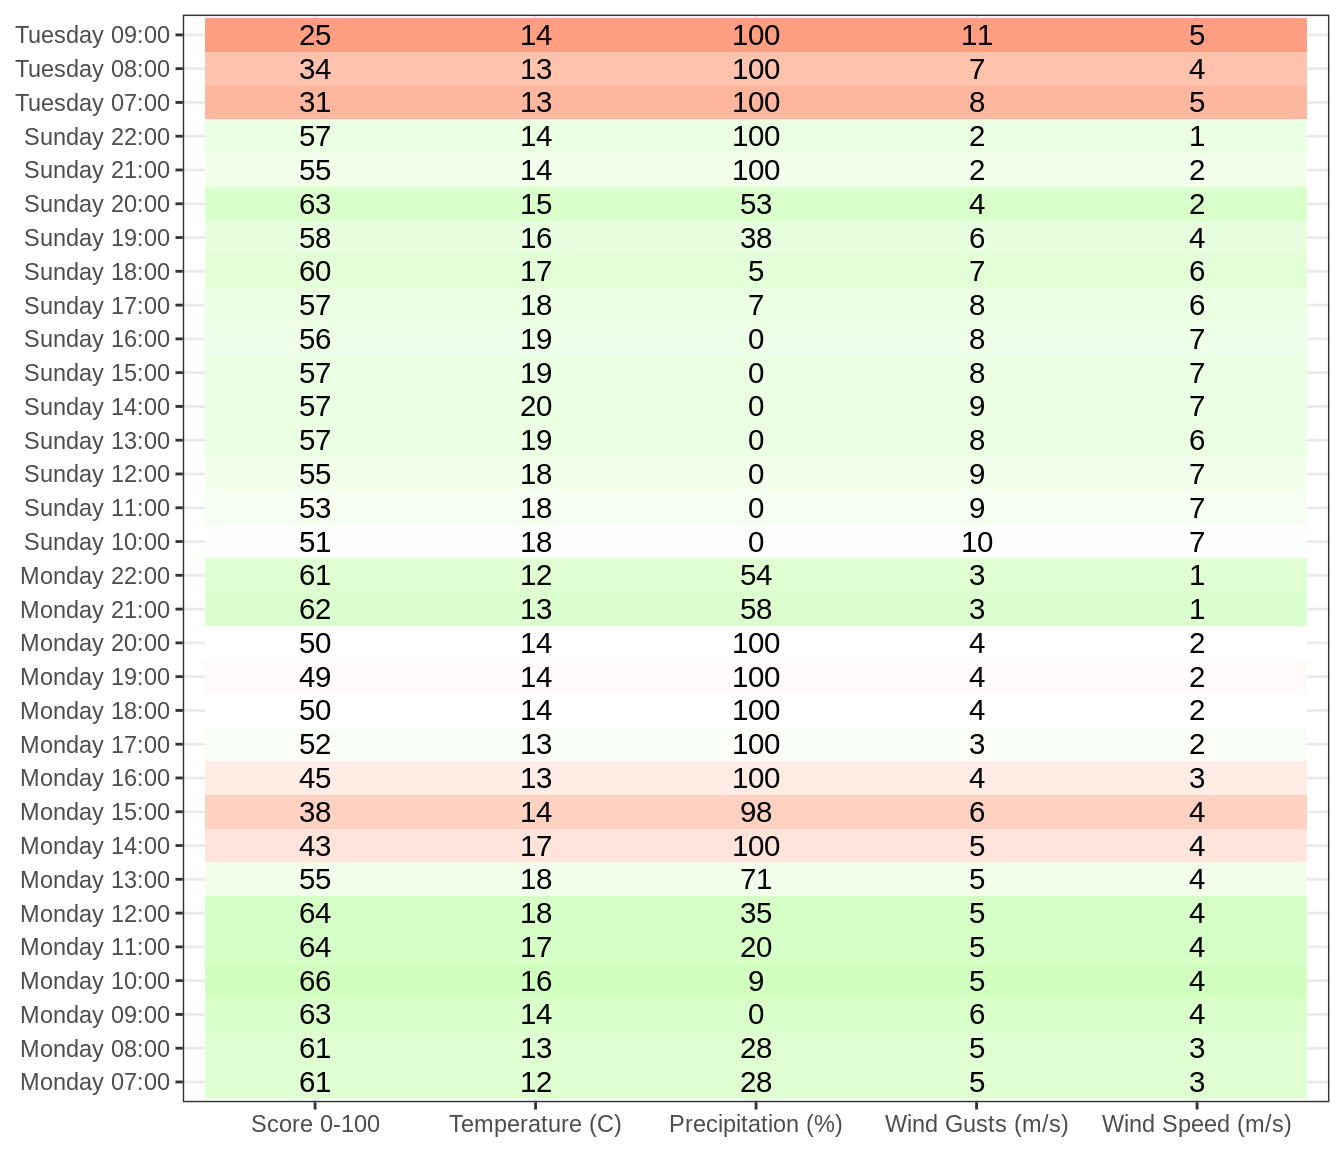 Tuesday 09:00 25 14 100 11 5
Tuesday 08:00 34 13 100 7 4
Tuesday 07:00 31 13 100 8 5
Sunday 22:00 57 14 100 2 1
Sunday 21:00 55 14 100 2 2
Sunday 20:00 63 15 53 4 2
Sunday 19:00 58 16 38 6 4
Sunday 18:00 60 17 5 7 6
Sunday 17:00 57 18 7 8 6
Sunday 16:00 56 19 0 8 7
Sunday 15:00 57 19 0 8 7
Sunday 14:00 57 20 0 9 7
Sunday 13:00 57 19 0 8 6
Sunday 12:00 55 18 0 9 7
Sunday 11:00 53 18 0 9 7
Sunday 10:00 51 18 0 10 7
Monday 22:00 61 12 54 3 1
Monday 21:00 62 13 58 3 1
Monday 20:00 50 14 100 4 2
Monday 19:00 49 14 100 4 2
Monday 18:00 50 14 100 4 2
Monday 17:00 52 13 100 3 2
Monday 16:00 45 13 100 4 3
Monday 15:00 38 14 98 6 4
Monday 14:00 43 17 100 5 4
Monday 13:00 55 18 71 5 4
Monday 12:00 64 18 35 5 4
Monday 11:00 64 17 20 5 4
Monday 10:00 66 16 9 5 4
Monday 09:00 63 14 0 6 4
Monday 08:00 61 13 28 5 3
Monday 07:00 61 12 28 5 3
Score 0-100 Temperature (C) Precipitation (%) Wind Gusts (m/s) Wind Speed (m/s)